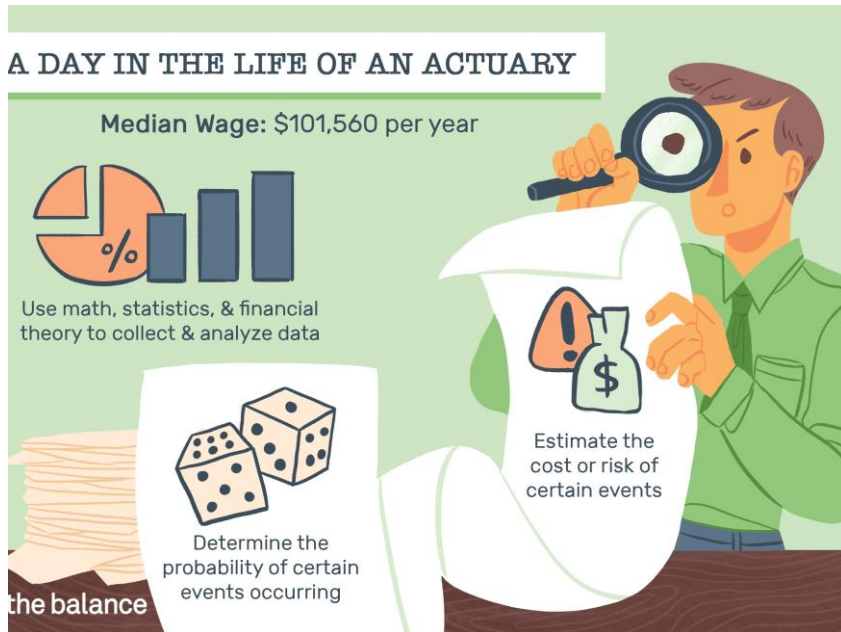 A DAY IN THE LIFE OF AN ACTUARY
Median Wage: $101,560 per year
%
Use math, statistics, & financial
theory to collect & analyze data
!
$
Estimate the
cost or risk of
certain events
Determine the
probability of certain
events occurring
the balance